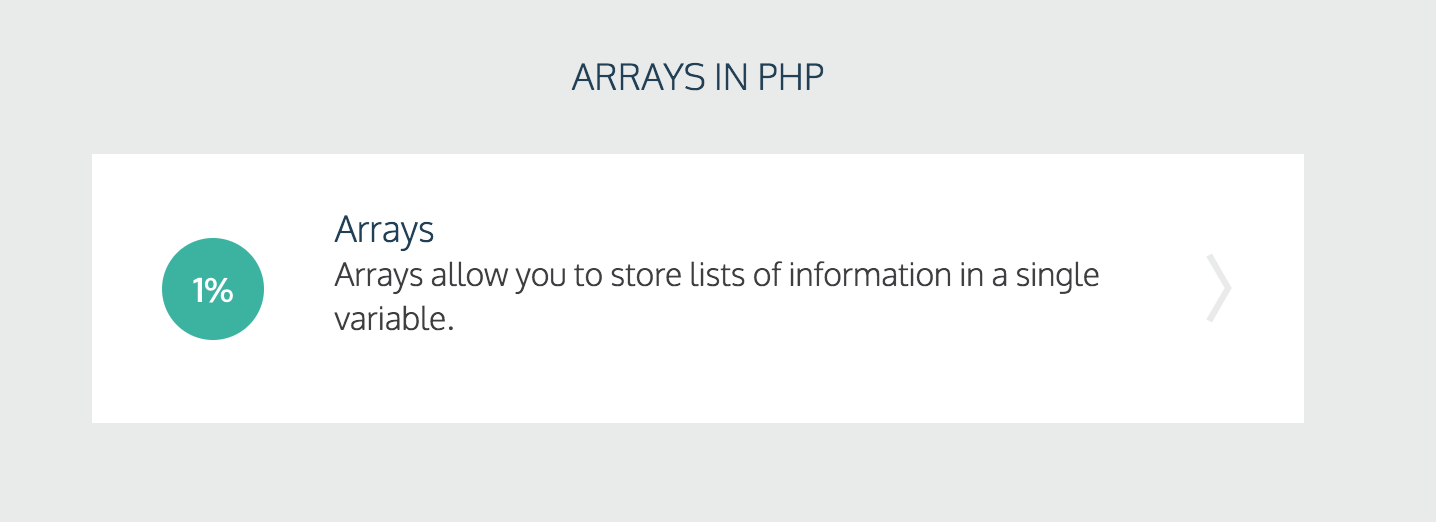 ARRAYS IN PHP
1%
Arrays
Arrays allow you to store lists of information in a single
variable.